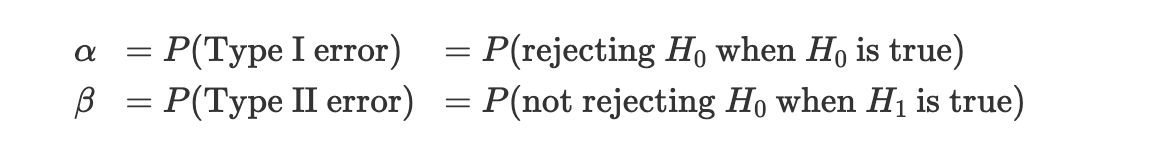 α = P(Type I error) = P(rejecting H₀ when H₀ is true)
β = P(Type II error) = P(not rejecting H₀ when H₁ is true)